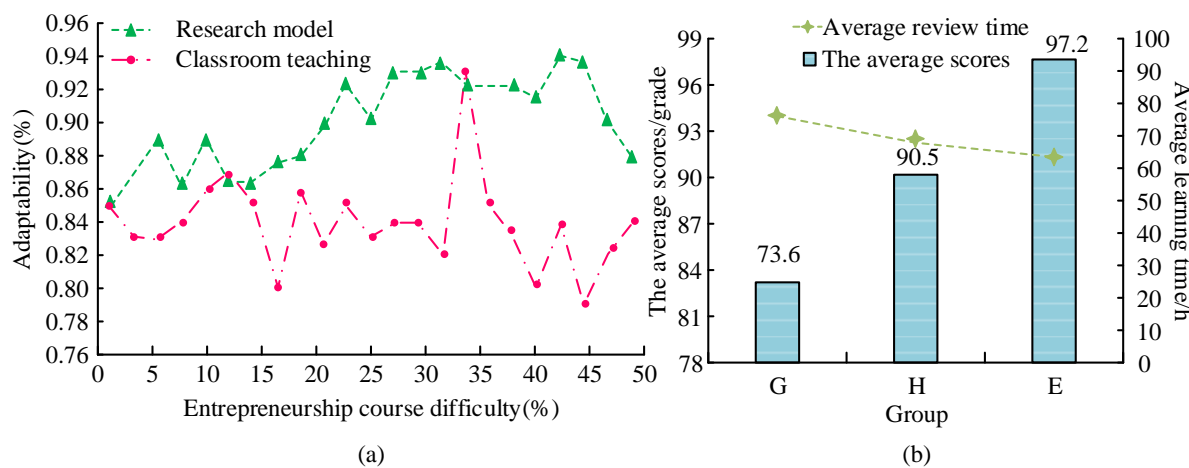 0.96
0.94
0.92
0.90
0.88
0.86
0.84
0.82
0.80
0.78
0.76
Adaptability(%)
Research model
Classroom teaching
0 5 10 15 20 25 30 35 40 45 50
Entrepreneurship course difficulty(%)
(a)
Average review time
The average scores
99
96
93
90
87
84
81
78
The average scores/grade
73.6
90.5
97.2
100
90
80
70
60
50
40
30
20
10
0
Average learning time/h
G H E
Group
(b)